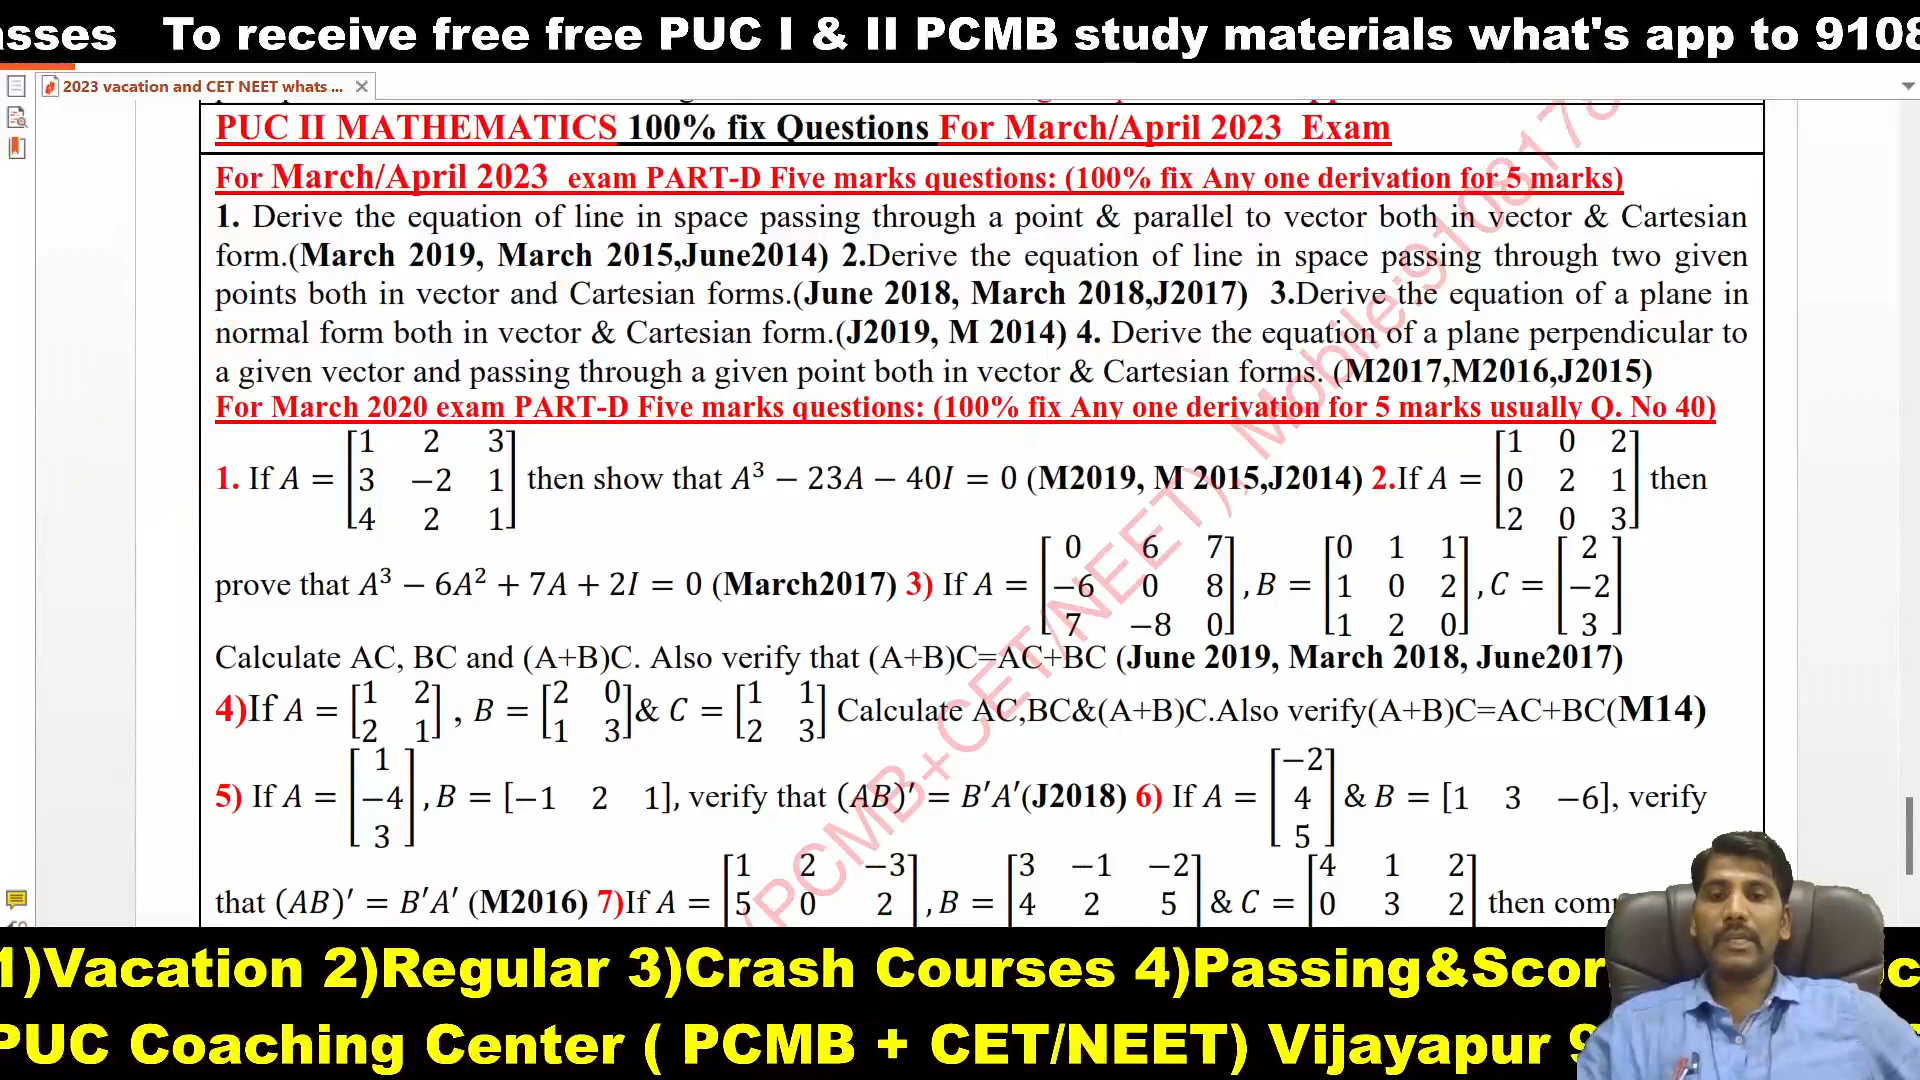 asses To receive free free PUC I & II PCMB study materials what's app to 9108
2023 vacation and CET NEET whats ...
PUC II MATHEMATICS 100% fix Questions For March/April 2023 Exam
For March/April 2023 exam PART-D Five marks questions: (100% fix Any one derivation for 5 marks)
1. Derive the equation of line in space passing through a point & parallel to vector both in vector & Cartesian
form.(March 2019, March 2015,June2014) 2.Derive the equation of line in space passing through two given
points both in vector and Cartesian forms.(June 2018, March 2018,J2017) 3.Derive the equation of a plane in
normal form both in vector & Cartesian form.(J2019, M 2014) 4. Derive the equation of a plane perpendicular to
a given vector and passing through a given point both in vector & Cartesian forms. (M2017,M2016,J2015)
For March 2020 exam PART-D Five marks questions: (100% fix Any one derivation for 5 marks usually Q. No 40)
1. If A = [1 2 3; 3 −2 1; 4 2 1] then show that A³ − 23A − 40I = 0 (M2019, M 2015,J2014) 2.If A = [1 0 2; 0 2 1; 2 0 3] then
prove that A³ − 6A² + 7A + 2I = 0 (March2017) 3) If A = [0 6 7; −6 0 8; 7 −8 0], B = [0 1 1; 1 0 2; 1 2 0], C = [2; −2; 3]
Calculate AC, BC and (A+B)C. Also verify that (A+B)C=AC+BC (June 2019, March 2018, June2017)
4)If A = [1 2; 2 1] , B = [2 0; 1 3] & C = [1 1; 2 3] Calculate AC,BC&(A+B)C.Also verify(A+B)C=AC+BC(M14)
5) If A = [1; −4; 3], B = [−1 2 1], verify that (AB)′ = B′A′(J2018) 6) If A = [−2; 4; 5] & B = [1 3 −6], verify
that (AB)′ = B′A′ (M2016) 7)If A = [1 2 −3; 5 0 2, B = [3 −1 −2; 4 2 5 & C = [4 1 2; 0 3 2 then com
(PCMB+CET/NEET), Mobile:910817
1)Vacation 2)Regular 3)Crash Courses 4)Passing&Scor
PUC Coaching Center ( PCMB + CET/NEET) Vijayapur 9